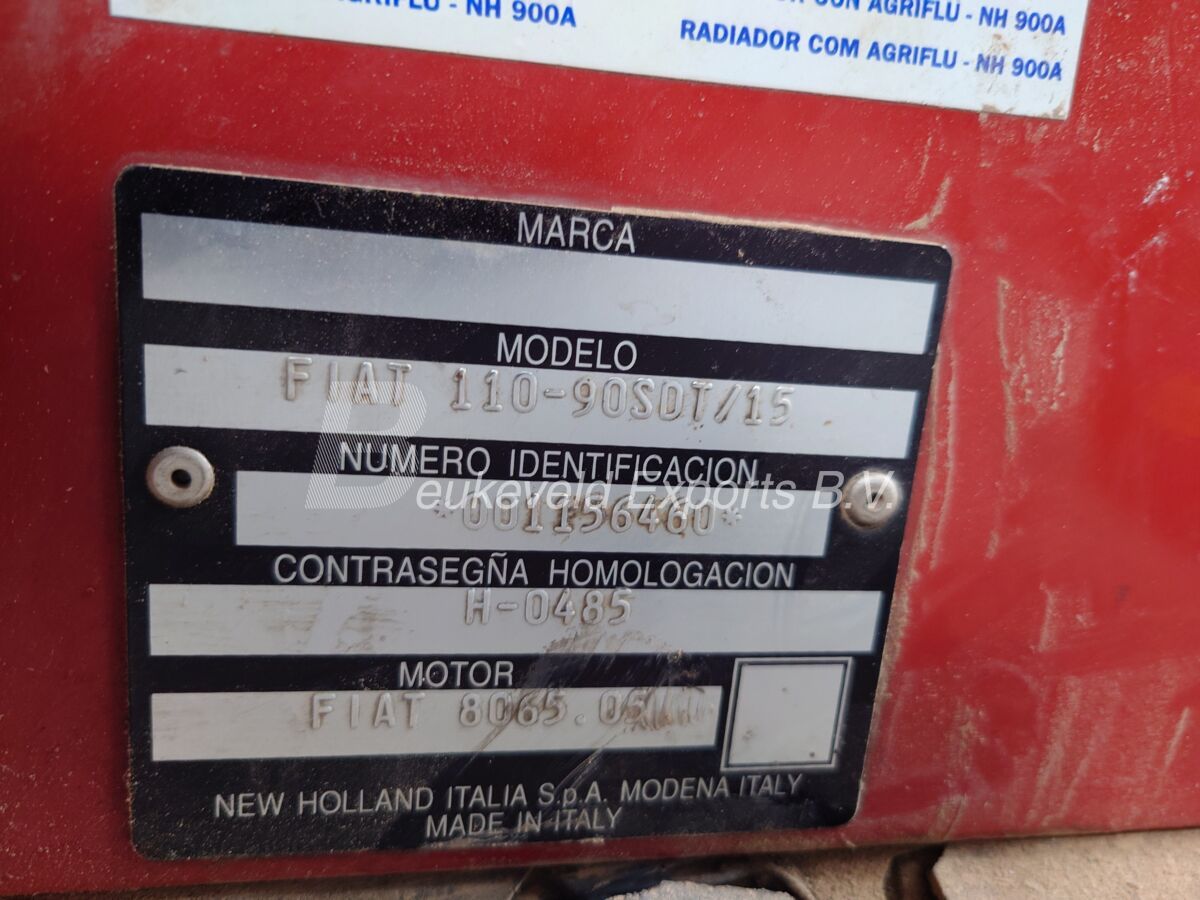 AGRIFLU - NH 900A
CON AGRIFLU - NH 900A
RADIADOR COM AGRIFLU - NH 900A
MARCA
MODELO
FIAT 110-90SDT/15
NUMERO IDENTIFICACION
*001156460*
Beukeveld Exports B.V.
CONTRASEGÑA HOMOLOGACION
H-0485
MOTOR
FIAT 8065.05
NEW HOLLAND ITALIA S.p.A. MODENA ITALY
MADE IN ITALY